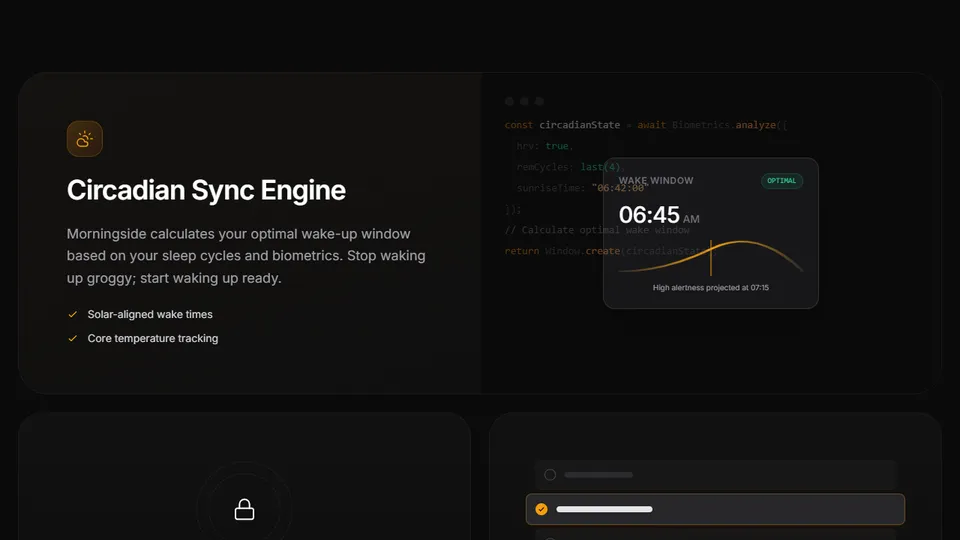 Circadian Sync Engine
Morningside calculates your optimal wake-up window
based on your sleep cycles and biometrics. Stop waking
up groggy; start waking up ready.
Solar-aligned wake times
Core temperature tracking
const circadianState = await Biometrics.analyze({
hrv: true,
remCycles: last(4),
sunriseTime: "06:42:00"
});
// Calculate optimal wake window
return Window.create(circadianState
WAKE WINDOW
OPTIMAL
06:45 AM
High alertness projected at 07:15